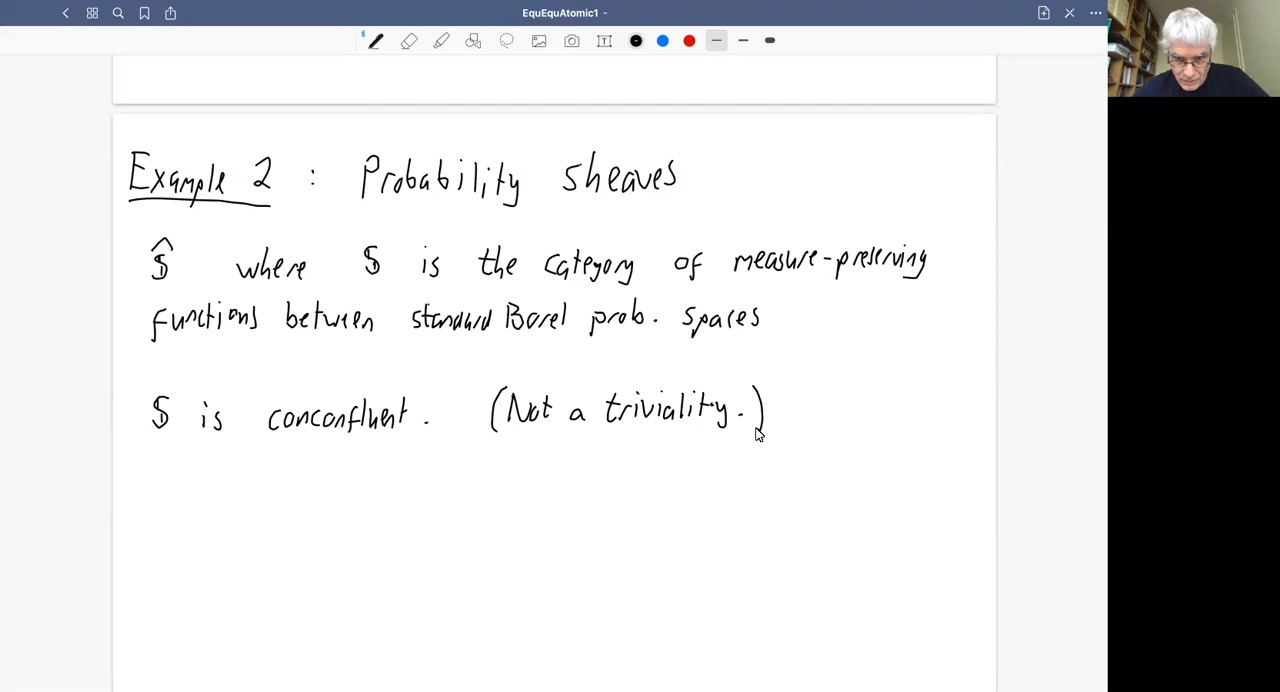 EquEquAtomic1
Example 2 : Probability sheaves
$̂ where $ is the category of measure-preserving
functions between standard Borel prob. spaces
$ is conconfluent. (Not a triviality.)